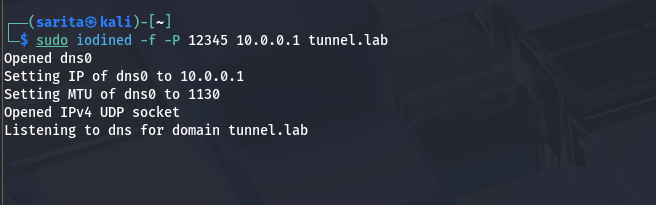 ┌──(sarita㉿kali)-[~]
└─$ sudo iodined -f -P 12345 10.0.0.1 tunnel.lab
Opened dns0
Setting IP of dns0 to 10.0.0.1
Setting MTU of dns0 to 1130
Opened IPv4 UDP socket
Listening to dns for domain tunnel.lab